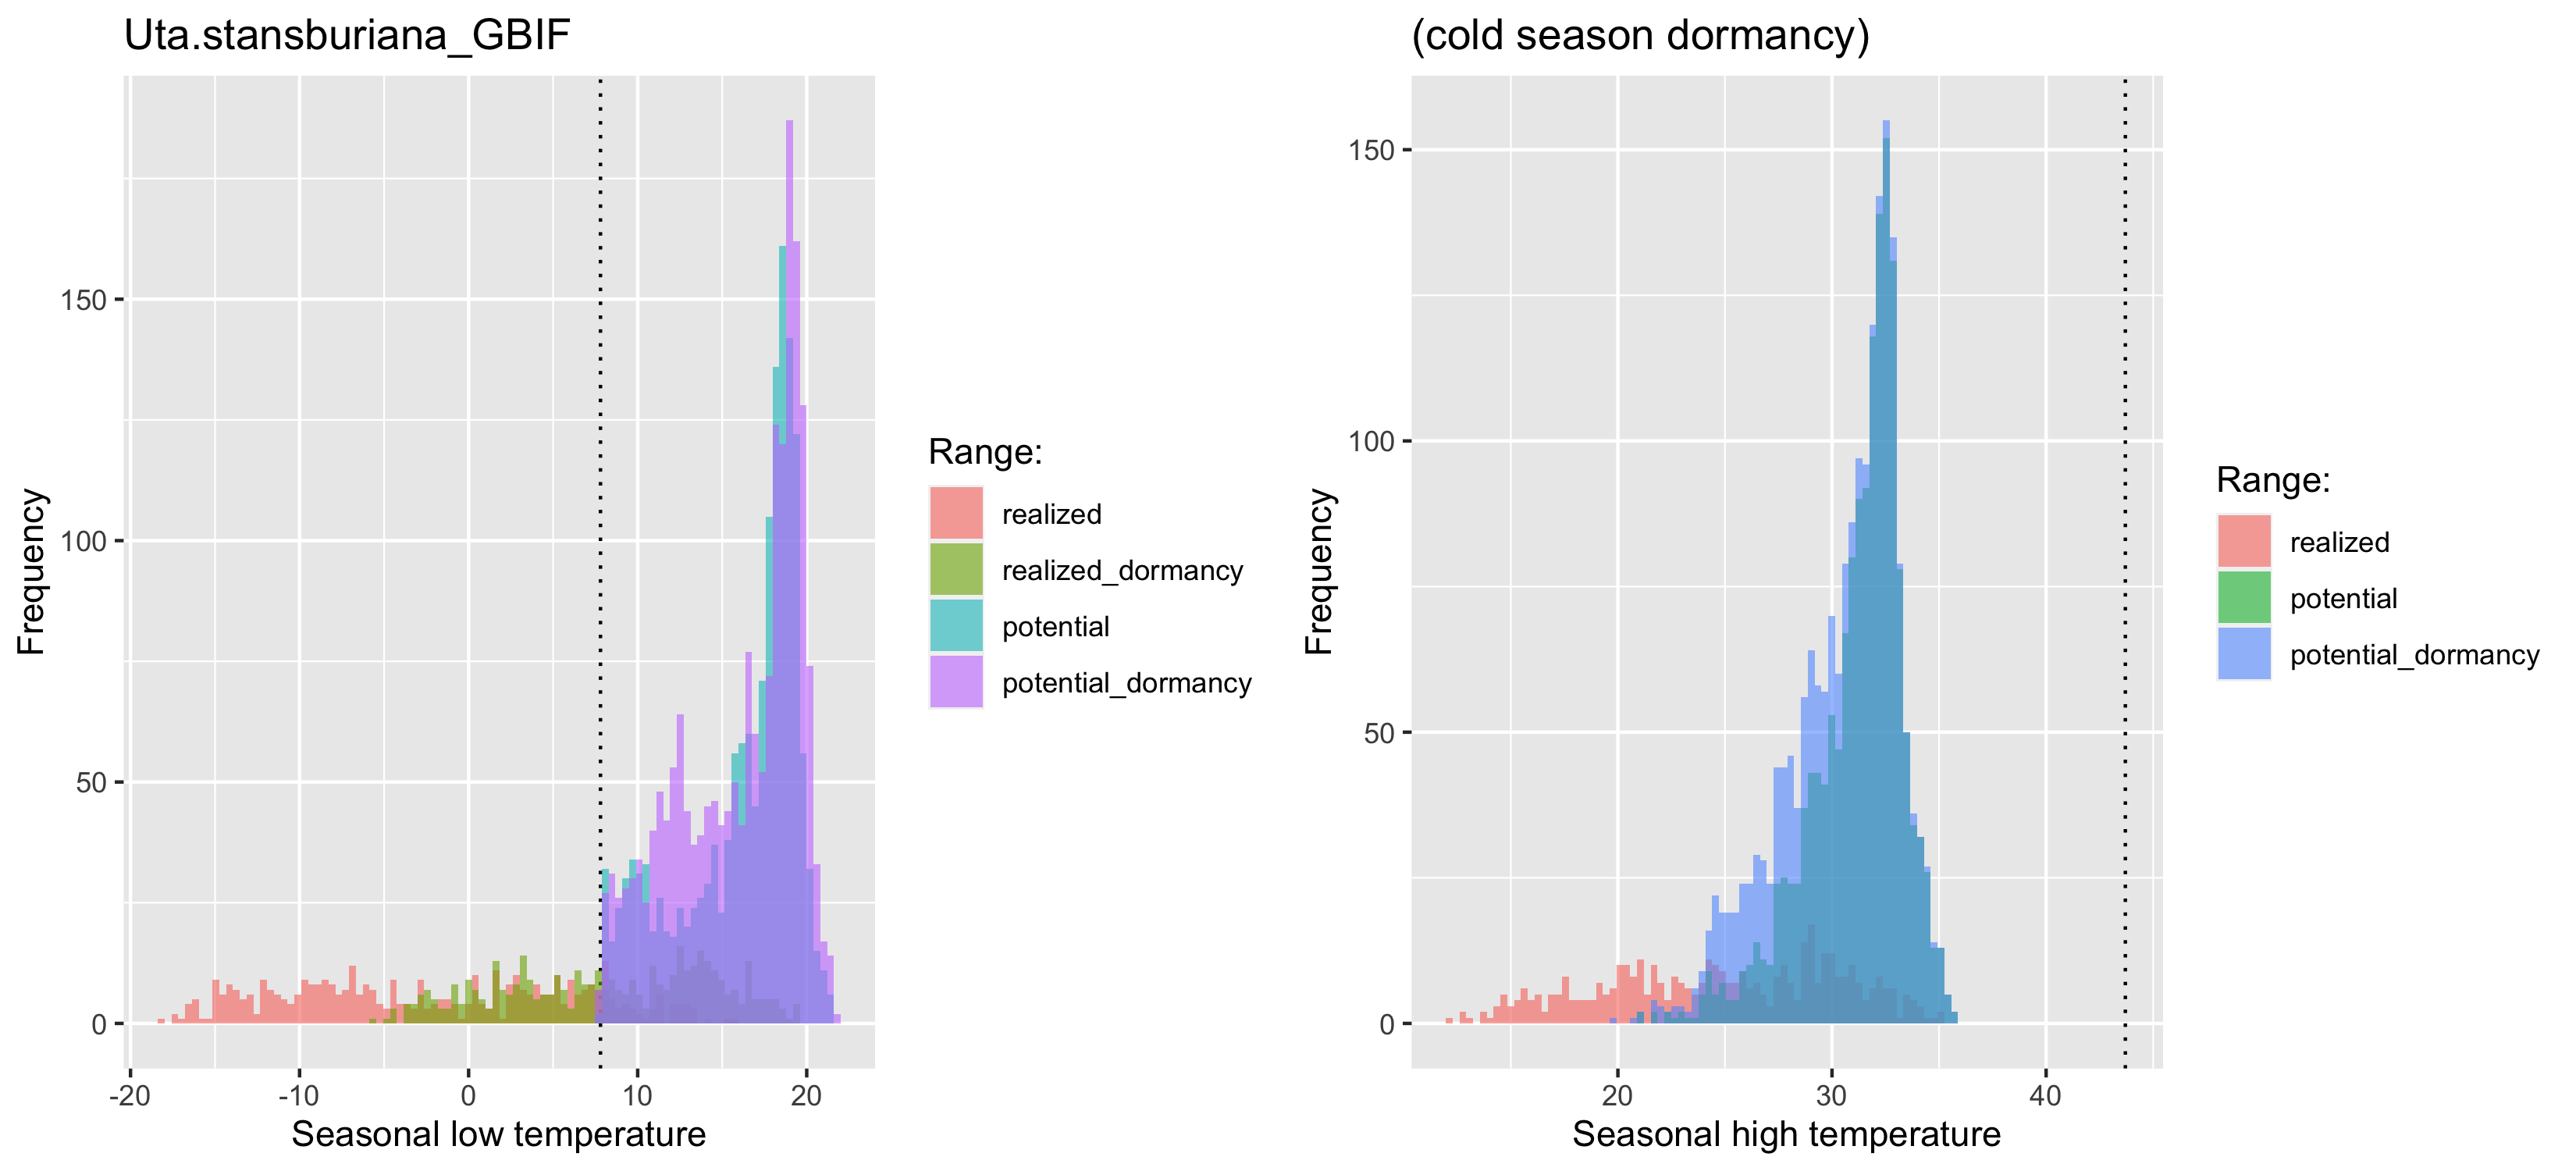 Uta.stansburiana_GBIF
Frequency
150
100
50
0
-20 -10 0 10 20
Seasonal low temperature
Range:
realized
realized_dormancy
potential
potential_dormancy
(cold season dormancy)
Frequency
150
100
50
0
20 30 40
Seasonal high temperature
Range:
realized
potential
potential_dormancy